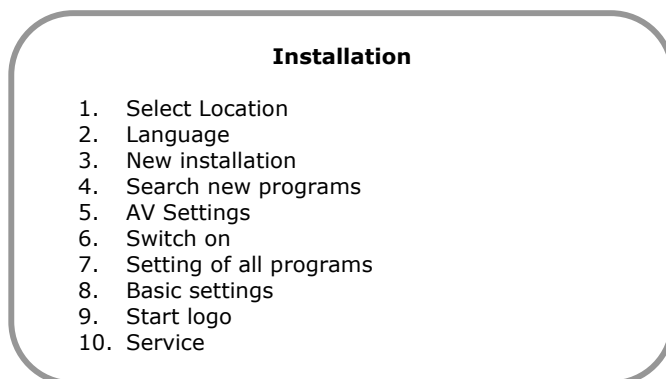 Installation
1. Select Location
2. Language
3. New installation
4. Search new programs
5. AV Settings
6. Switch on
7. Setting of all programs
8. Basic settings
9. Start logo
10. Service